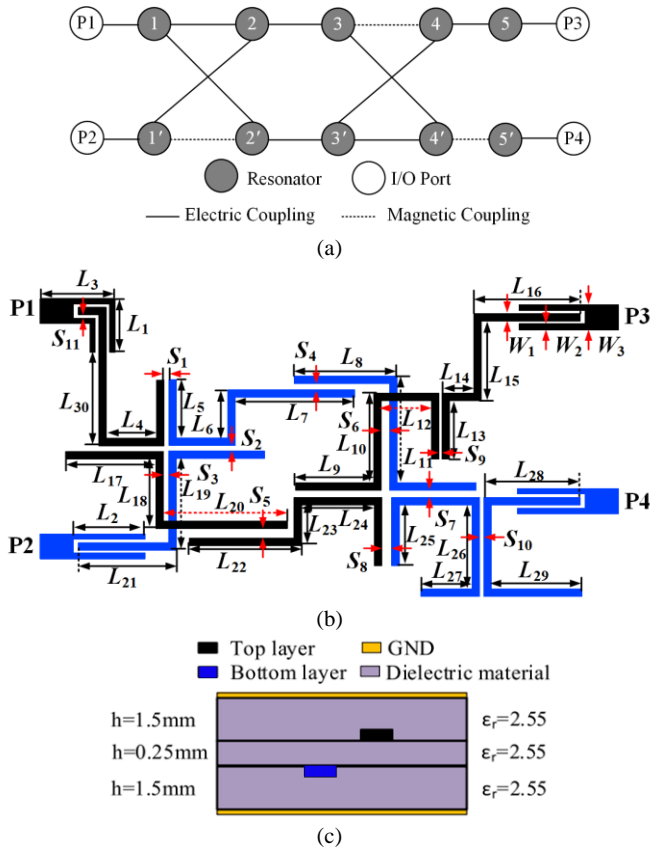 P1 1 2 3 4 5 P3
P2 1′ 2′ 3′ 4′ 5′ P4
Resonator I/O Port
Electric Coupling Magnetic Coupling
(a)
L3 L16
P1 P3
L1
S11 W1 W2 W3
S1 S4 L8
L14 L15
L30 L4 L5 L6 L7 S6 L12
S2 L10 L13
L11 S9
L17 S3 L9 L28
L18 L19
L20 S5 P4
L2 L24 S7
P2 L23 L25 L26 S10
L21 L22 S8 L27 L29
(b)
Top layer GND
Bottom layer Dielectric material
h=1.5mm εr=2.55
h=0.25mm εr=2.55
h=1.5mm εr=2.55
(c)